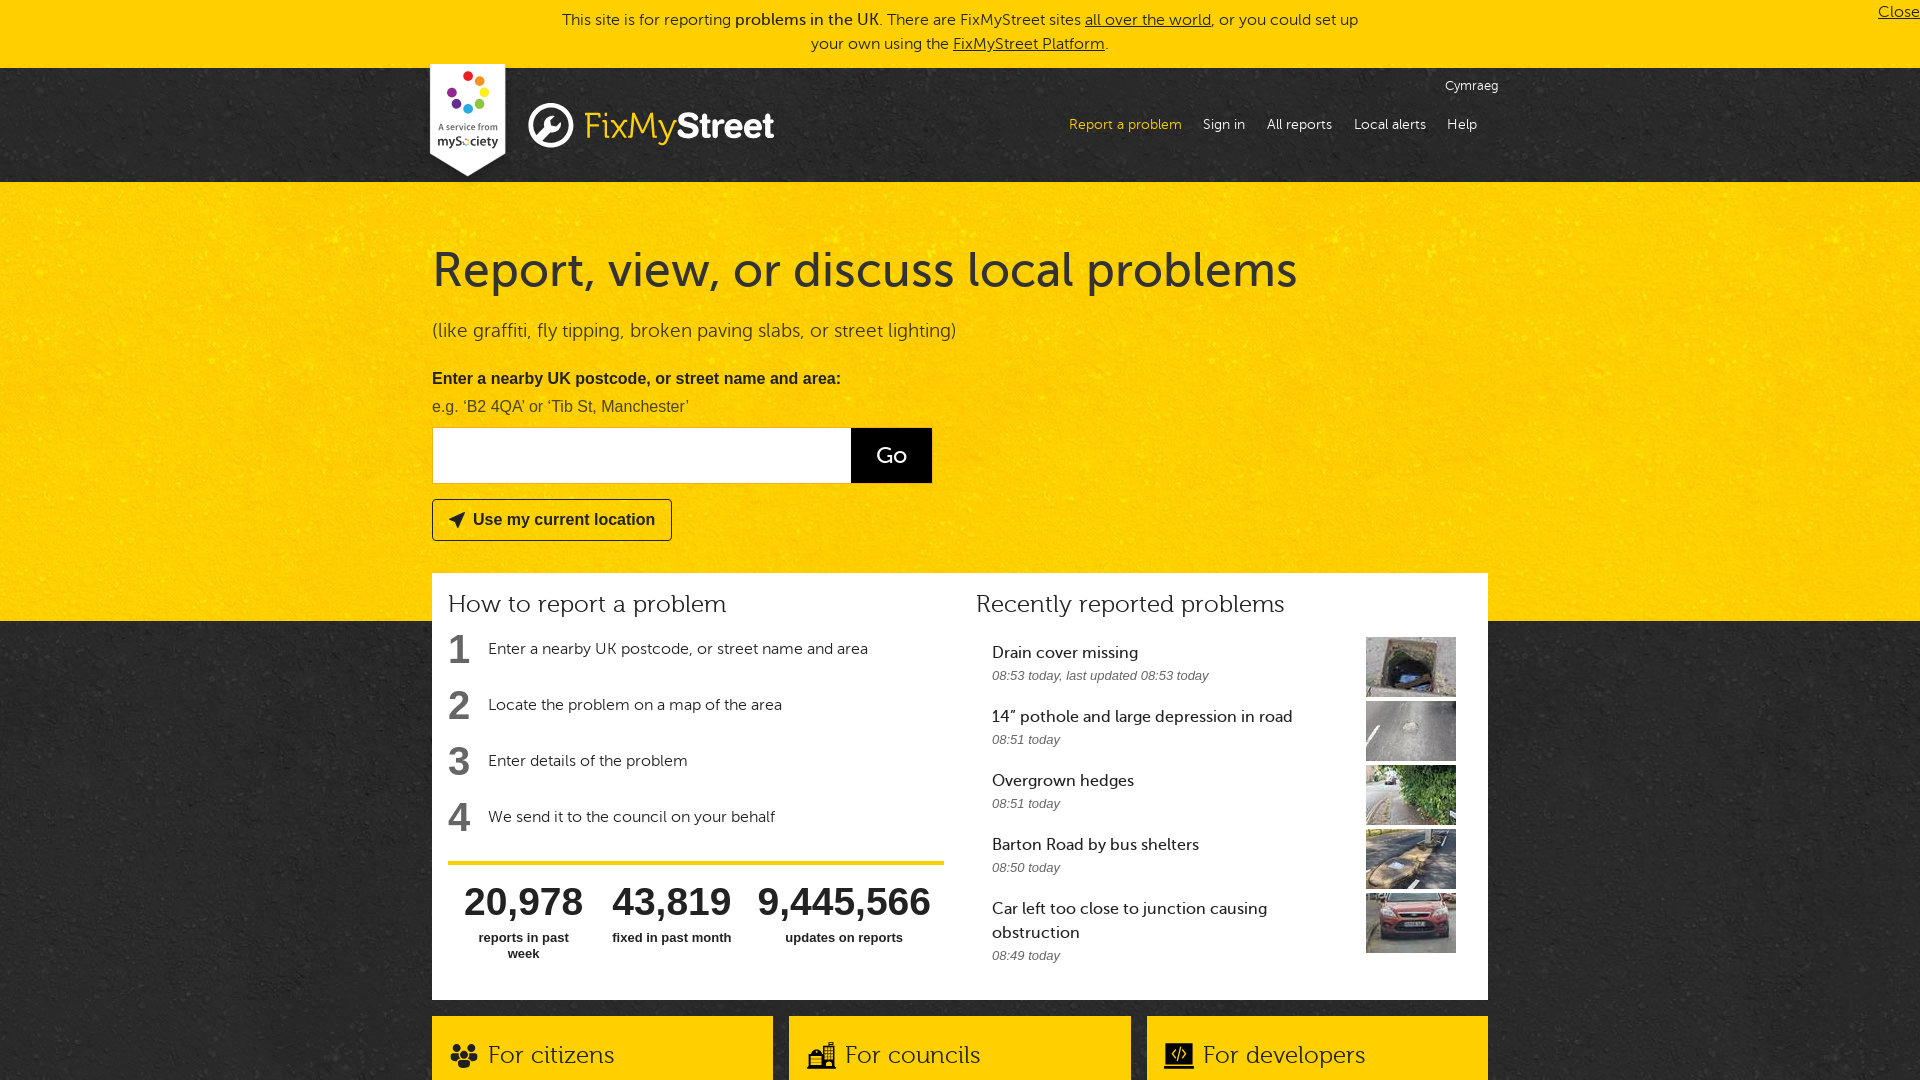 This site is for reporting problems in the UK. There are FixMyStreet sites all over the world, or you could set up
your own using the FixMyStreet Platform.
Close
A service from
mySociety
FixMyStreet
Cymraeg
Report a problem
Sign in
All reports
Local alerts
Help
Report, view, or discuss local problems
(like graffiti, fly tipping, broken paving slabs, or street lighting)
Enter a nearby UK postcode, or street name and area:
e.g. ‘B2 4QA’ or ‘Tib St, Manchester’
Go
Use my current location
How to report a problem
1 Enter a nearby UK postcode, or street name and area
2 Locate the problem on a map of the area
3 Enter details of the problem
4 We send it to the council on your behalf
20,978
reports in past
week
43,819
fixed in past month
9,445,566
updates on reports
Recently reported problems
Drain cover missing
08:53 today, last updated 08:53 today
14” pothole and large depression in road
08:51 today
Overgrown hedges
08:51 today
Barton Road by bus shelters
08:50 today
Car left too close to junction causing
obstruction
08:49 today
For citizens
For councils
For developers